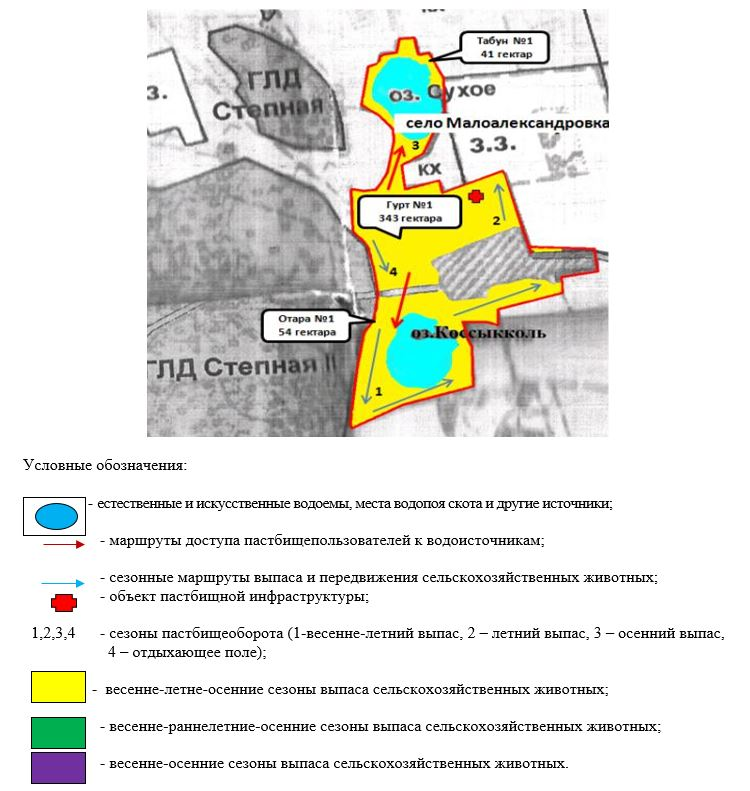 Табун №1
41 гектар
ГЛД
Степная
З.
оз. Сухое
село Малоалександровка
З.З.
3
КХ
Гурт №1
343 гектара
2
4
Отара №1
54 гектара
оз.Коссыкколь
ГЛД Степная II
1
Условные обозначения:
- естественные и искусственные водоемы, места водопоя скота и другие источники;
- маршруты доступа пастбищепользователей к водоисточникам;
- сезонные маршруты выпаса и передвижения сельскохозяйственных животных;
- объект пастбищной инфраструктуры;
1,2,3,4 - сезоны пастбищеоборота (1-весенне-летний выпас, 2 – летний выпас, 3 – осенний выпас,
4 – отдыхающее поле);
- весенне-летне-осенние сезоны выпаса сельскохозяйственных животных;
- весенне-раннелетние-осенние сезоны выпаса сельскохозяйственных животных;
- весенне-осенние сезоны выпаса сельскохозяйственных животных.